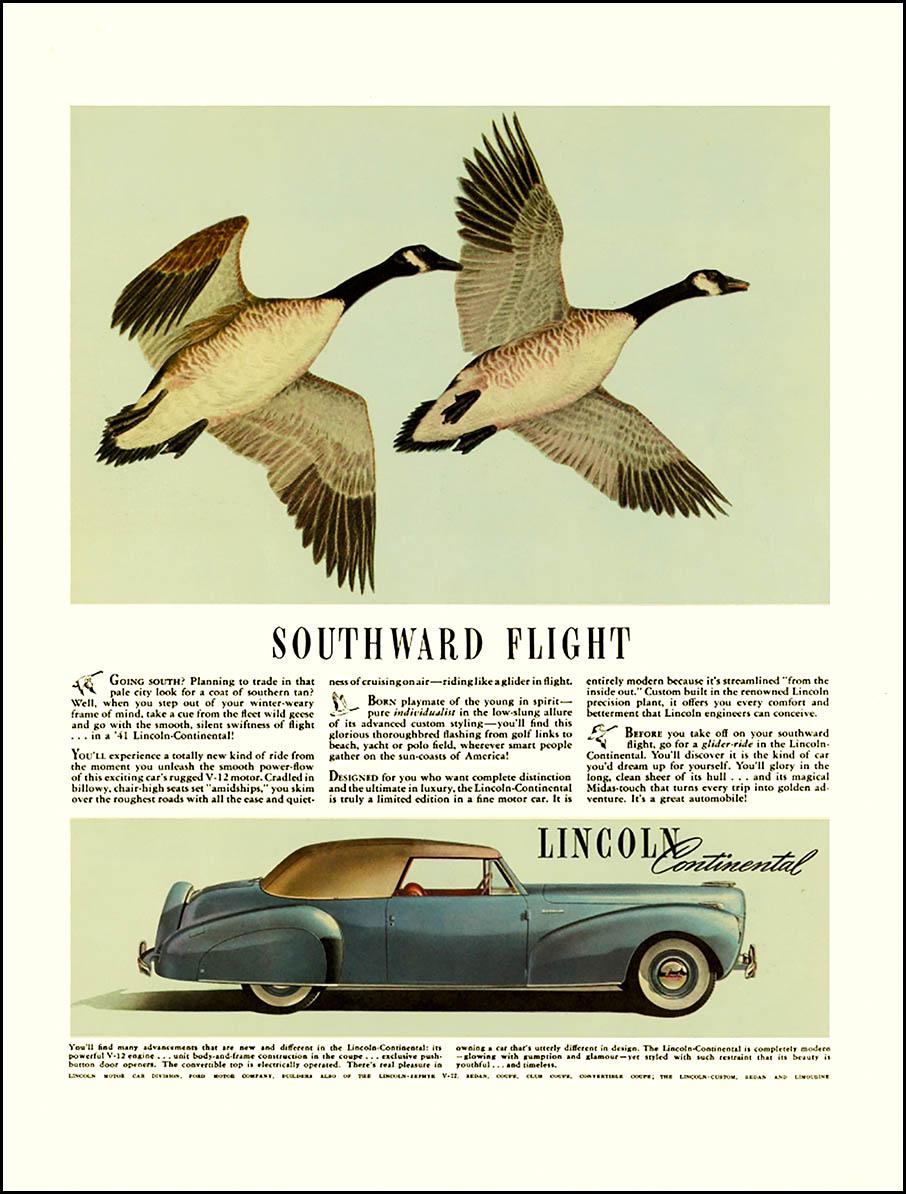 SOUTHWARD FLIGHT
GOING SOUTH? Planning to trade in that
pale city look for a coat of southern tan?
Well, when you step out of your winter-weary
frame of mind, take a cue from the fleet wild geese
and go with the smooth, silent swiftness of flight
. . . in a '41 Lincoln-Continental!
YOU'LL experience a totally new kind of ride from
the moment you unleash the smooth power-flow
of this exciting car's rugged V-12 motor. Cradled in
billowy, chair-high seats set "amidships," you skim
over the roughest roads with all the ease and quiet-
ness of cruising on air—riding like a glider in flight.
BORN playmate of the young in spirit—
pure individualist in the low-slung allure
of its advanced custom styling—you'll find this
glorious thoroughbred flashing from golf links to
beach, yacht or polo field, wherever smart people
gather on the sun-coasts of America!
DESIGNED for you who want complete distinction
and the ultimate in luxury, the Lincoln-Continental
is truly a limited edition in a fine motor car. It is
entirely modern because it's streamlined "from the
inside out." Custom built in the renowned Lincoln
precision plant, it offers you every comfort and
betterment that Lincoln engineers can conceive.
BEFORE you take off on your southward
flight, go for a glider-ride in the Lincoln-
Continental. You'll discover it is the kind of car
you'd dream up for yourself. You'll glory in the
long, clean sheer of its hull . . . and its magical
Midas-touch that turns every trip into golden ad-
venture. It's a great automobile!
LINCOLN
Continental
You'll find many advancements that are new and different in the Lincoln-Continental: its
powerful V-12 engine . . . unit body-and-frame construction in the coupe . . . exclusive push-
button door openers. The convertible top is electrically operated. There's real pleasure in
owning a car that's utterly different in design. The Lincoln-Continental is completely modern
—glowing with gumption and glamour—yet styled with such restraint that its beauty is
youthful . . . and timeless.
LINCOLN MOTOR CAR DIVISION, FORD MOTOR COMPANY, BUILDERS ALSO OF THE LINCOLN-ZEPHYR V-12, SEDAN, COUPE, CLUB COUPE, CONVERTIBLE COUPE; THE LINCOLN-CUSTOM, SEDAN AND LIMOUSINE